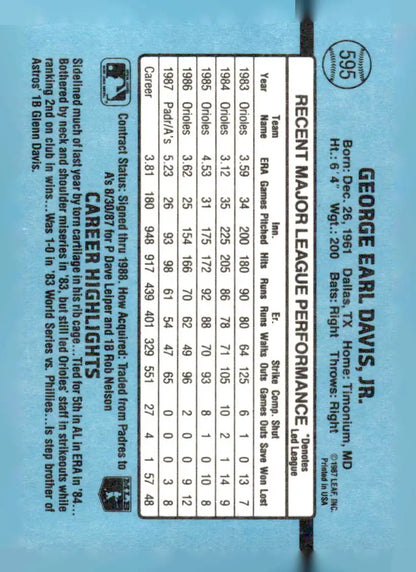 595
GEORGE EARL DAVIS, JR.
Born: Dec. 26, 1961 Dallas, TX Home: Timonium, MD
Ht.: 6'4" Wgt.: 200 Bats: Right Throws: Right
© 1987 LEAF, INC.
Printed in USA
RECENT MAJOR LEAGUE PERFORMANCE *Denotes Led League
Year Team Name ERA Games Inn. Pitched Hits Runs Er. Runs Walks Strike Outs Comp. Games Shut Outs Save Won Lost
1983 Orioles 3.59 34 200 180 90 80 64 125 6 1 0 13 7
1984 Orioles 3.12 35 225 205 86 78 71 105 10 2 1 14 9
1985 Orioles 4.53 31 175 172 92 88 70 93 8 1 0 10 8
1986 Orioles 3.62 25 154 166 70 62 49 96 2 0 0 9 12
1987 Padr/A's 5.23 26 93 98 61 54 47 65 0 0 0 3 8
Career 3.81 180 948 917 439 401 329 551 27 4 1 57 48
Contract Status: Signed thru 1988. How Acquired: Traded from Padres to
A's 8/30/87 for P Dave Leiper and 1B Rob Nelson
CAREER HIGHLIGHTS
Sidelined much of last year by torn cartilage in his rib cage...Tied for 5th in AL in ERA in '84...
Bothered by neck and shoulder miseries in '83, but still led Orioles' staff in strikeouts while
ranking 2nd on club in wins...Was 1-0 in '83 World Series vs. Phillies...Is step brother of
Astros' 1B Glenn Davis.